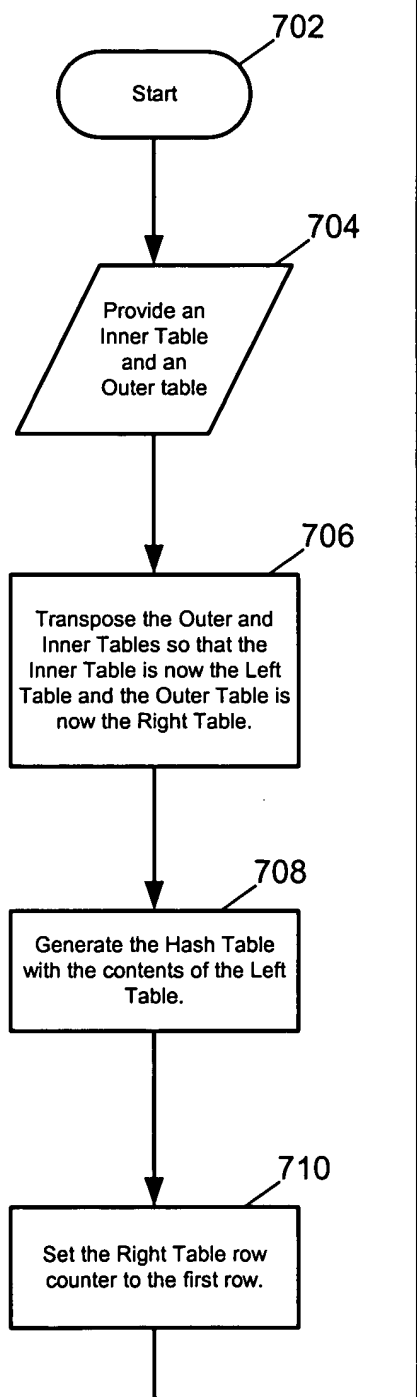 702
Start
704
Provide an
Inner Table
and an
Outer table
706
Transpose the Outer and
Inner Tables so that the
Inner Table is now the Left
Table and the Outer Table is
now the Right Table.
708
Generate the Hash Table
with the contents of the Left
Table.
710
Set the Right Table row
counter to the first row.